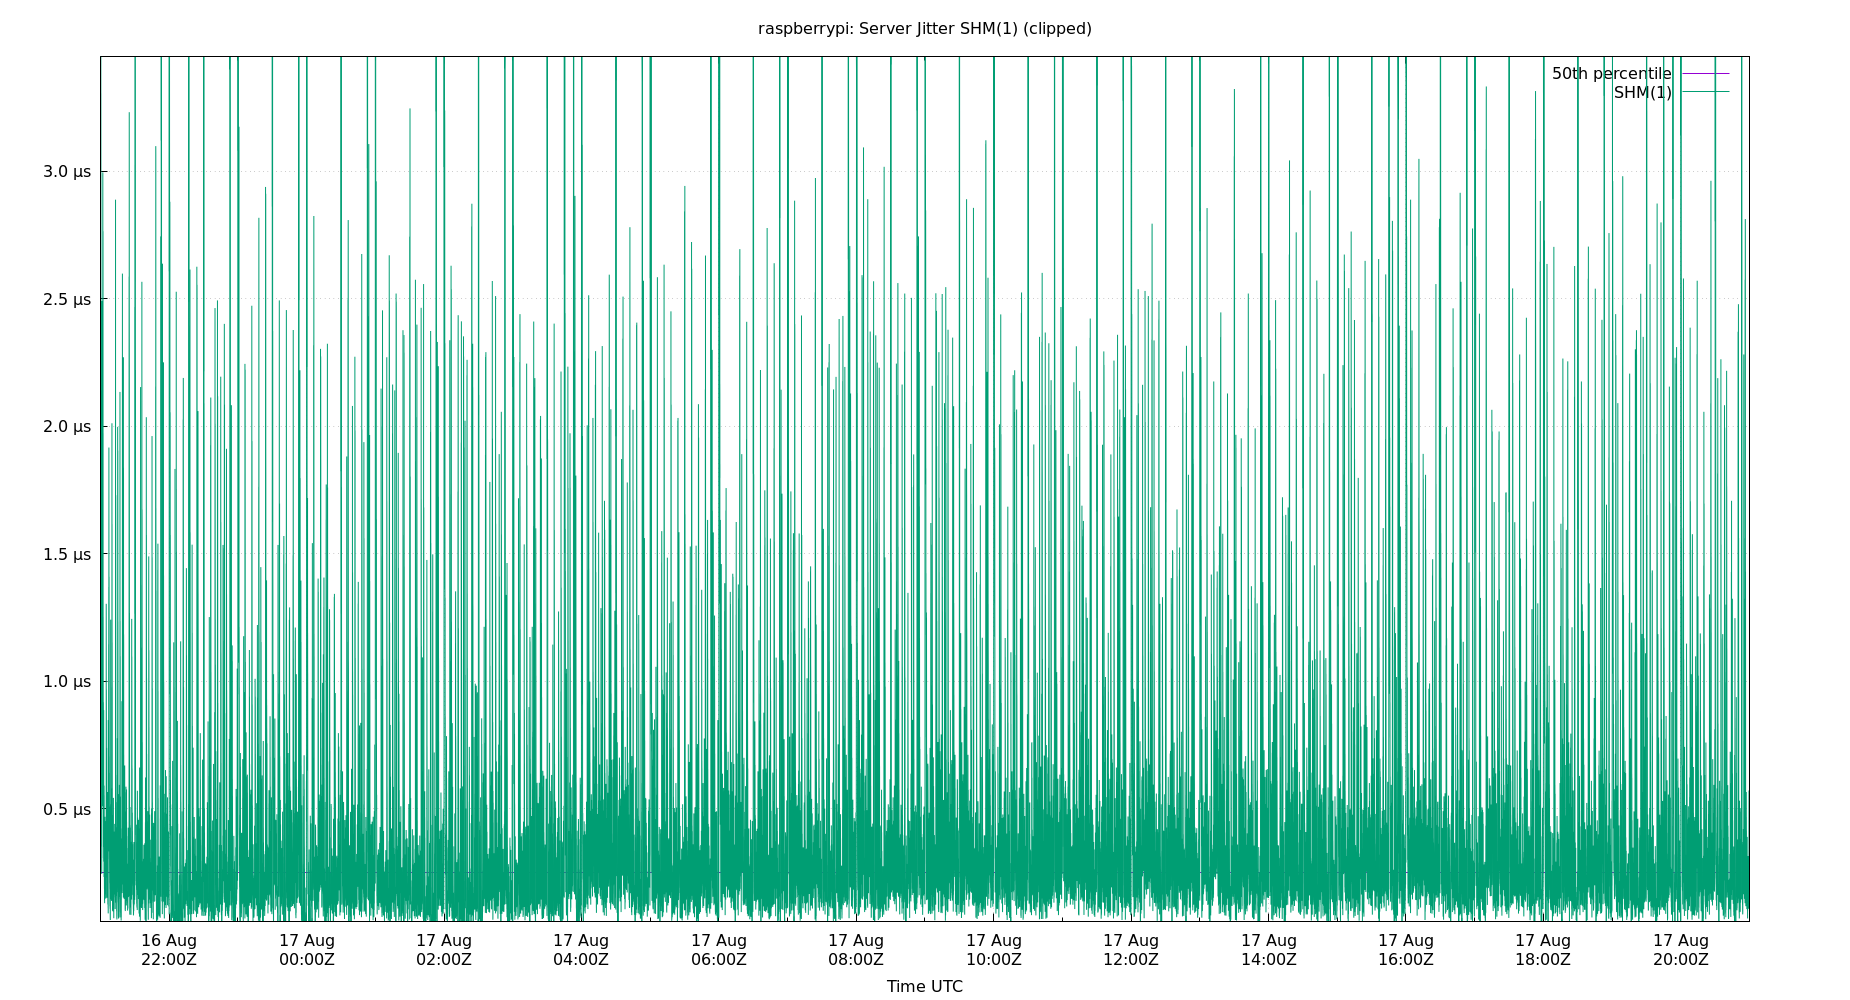 raspberrypi: Server Jitter SHM(1) (clipped)
50th percentile
SHM(1)
3.0 µs
2.5 µs
2.0 µs
1.5 µs
1.0 µs
0.5 µs
16 Aug 17 Aug 17 Aug 17 Aug 17 Aug 17 Aug 17 Aug 17 Aug 17 Aug 17 Aug 17 Aug 17 Aug
22:00Z 00:00Z 02:00Z 04:00Z 06:00Z 08:00Z 10:00Z 12:00Z 14:00Z 16:00Z 18:00Z 20:00Z
Time UTC